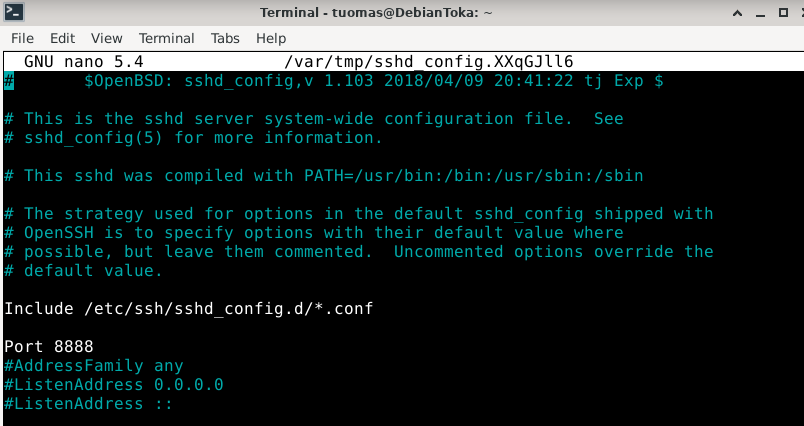 Terminal - tuomas@DebianToka: ~
File Edit View Terminal Tabs Help
GNU nano 5.4 /var/tmp/sshd_config.XXqGJll6
# $OpenBSD: sshd_config,v 1.103 2018/04/09 20:41:22 tj Exp $
# This is the sshd server system-wide configuration file.  See
# sshd_config(5) for more information.
# This sshd was compiled with PATH=/usr/bin:/bin:/usr/sbin:/sbin
# The strategy used for options in the default sshd_config shipped with
# OpenSSH is to specify options with their default value where
# possible, but leave them commented.  Uncommented options override the
# default value.
Include /etc/ssh/sshd_config.d/*.conf
Port 8888
#AddressFamily any
#ListenAddress 0.0.0.0
#ListenAddress ::